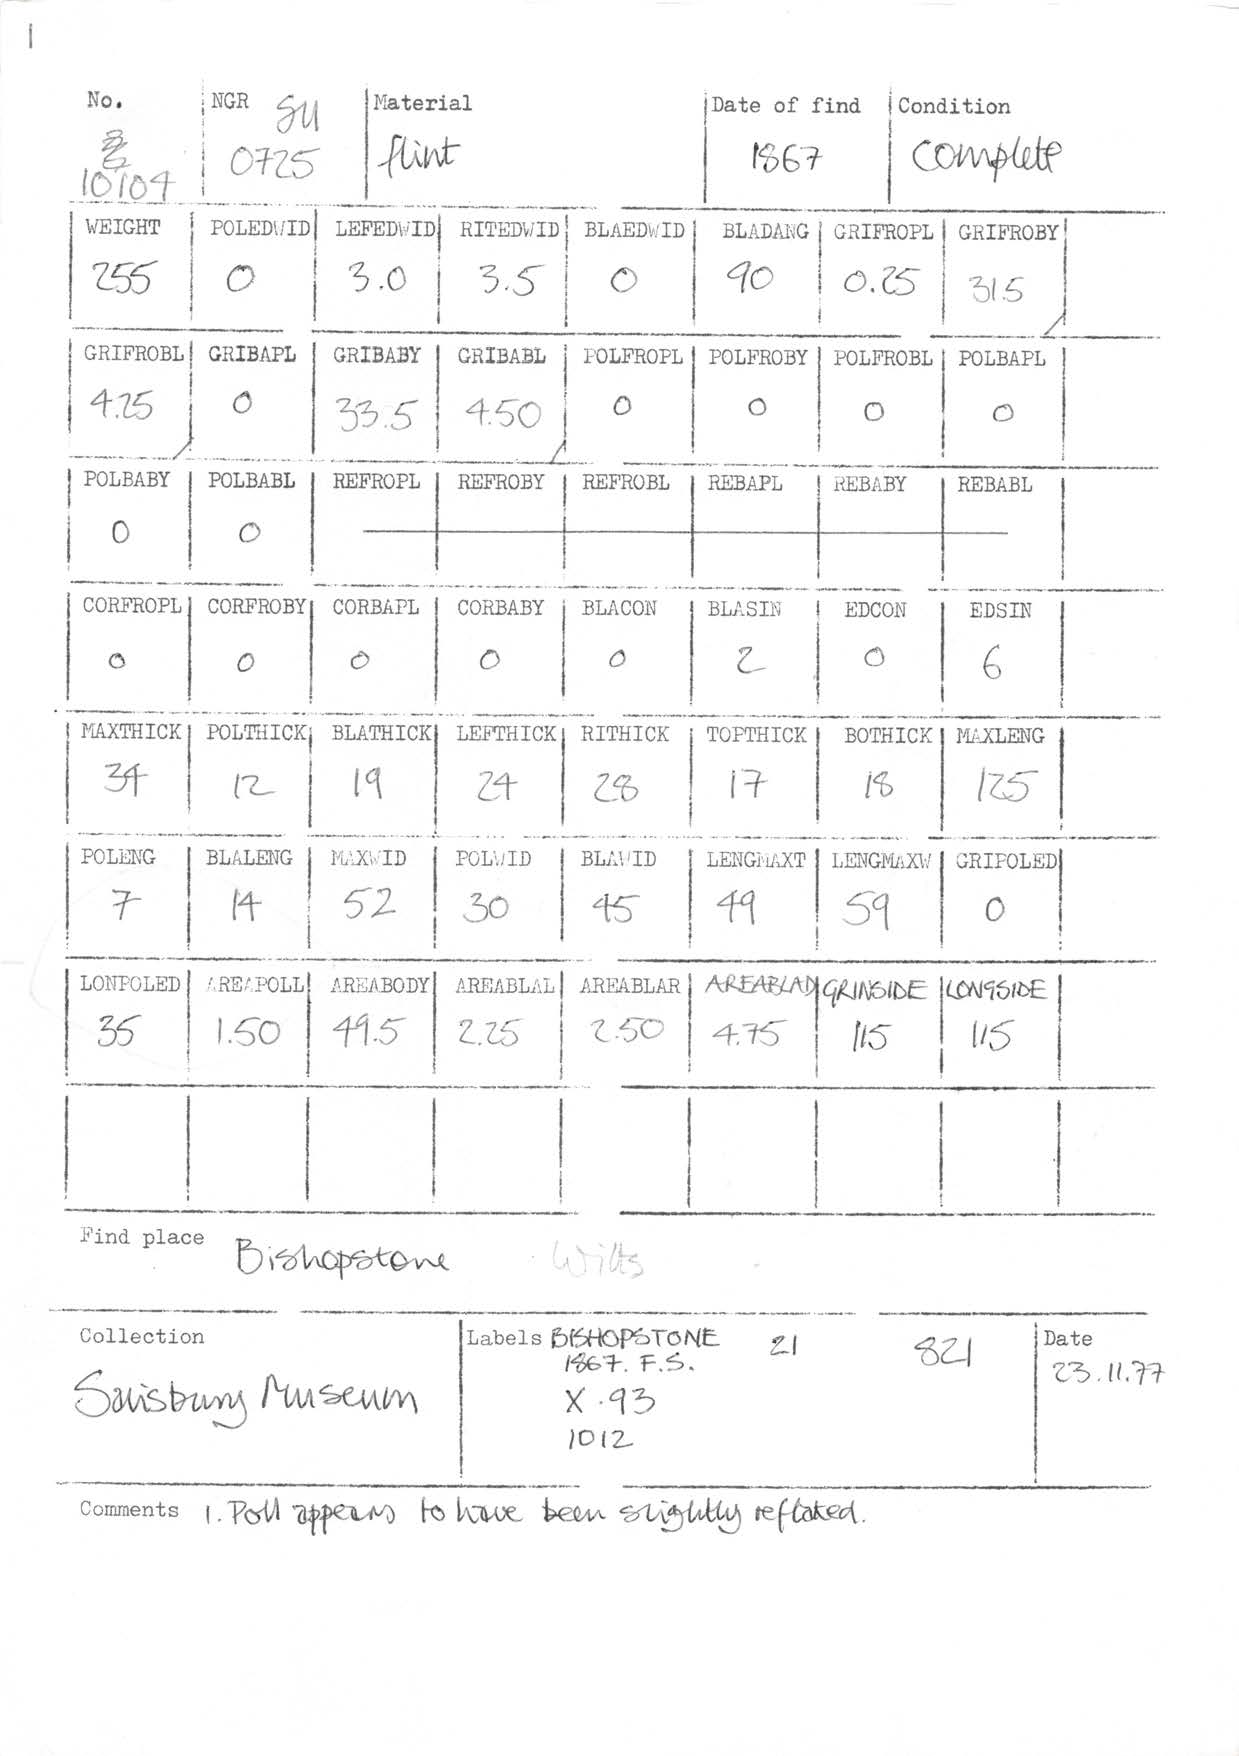 1
No. NGR SU Material Date of find Condition
10104 0725 flint 1867 complete
WEIGHT POLEDWID LEFEDWID RITEDWID BLAEDWID BLADANG GRIFROPL GRIFROBY
255 0 3.0 3.5 0 90 0.25 31.5
GRIFROBL GRIBAPL GRIBABY GRIBABL POLFROPL POLFROBY POLFROBL POLBAPL
4.25 0 33.5 4.50 0 0 0 0
POLBABY POLBABL REFROPL REFROBY REFROBL REBAPL REBABY REBABL
0 0
CORFROPL CORFROBY CORBAPL CORBABY BLACON BLASIN EDCON EDSIN
0 0 0 0 0 2 0 6
MAXTHICK POLTHICK BLATHICK LEFTHICK RITHICK TOPTHICK BOTHICK MAXLENG
34 12 19 24 28 17 18 125
POLENG BLALENG MAXWID POLWID BLAWID LENGMAXT LENGMAXW GRIPOLED
7 14 52 30 45 49 59 0
LONPOLED AREAPOLL AREABODY AREABLAL AREABLAR AREABLAD GRINSIDE LONGSIDE
35 1.50 49.5 2.25 2.50 4.75 115 115
Find place Bishopstone Wilts
Collection Labels BISHOPSTONE 21 821 Date
1867. F.S. 23.11.77
Salisbury Museum X.93
1012
Comments 1. Poll appears to have been slightly reflaked.